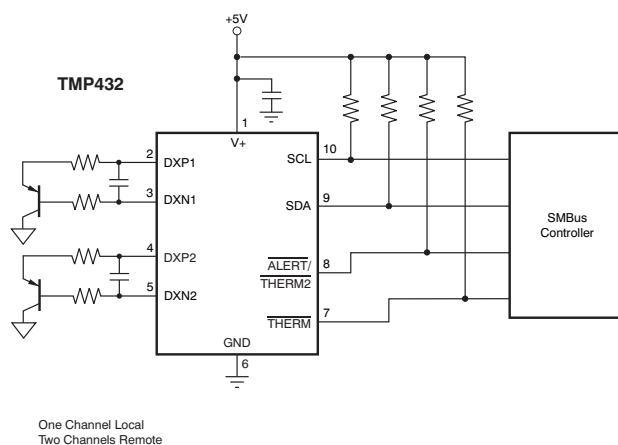 +5V
TMP432
1
V+
2 DXP1
3 DXN1
4 DXP2
5 DXN2
SCL 10
SDA 9
ALERT/
THERM2 8
THERM 7
GND
6
SMBus
Controller
One Channel Local
Two Channels Remote